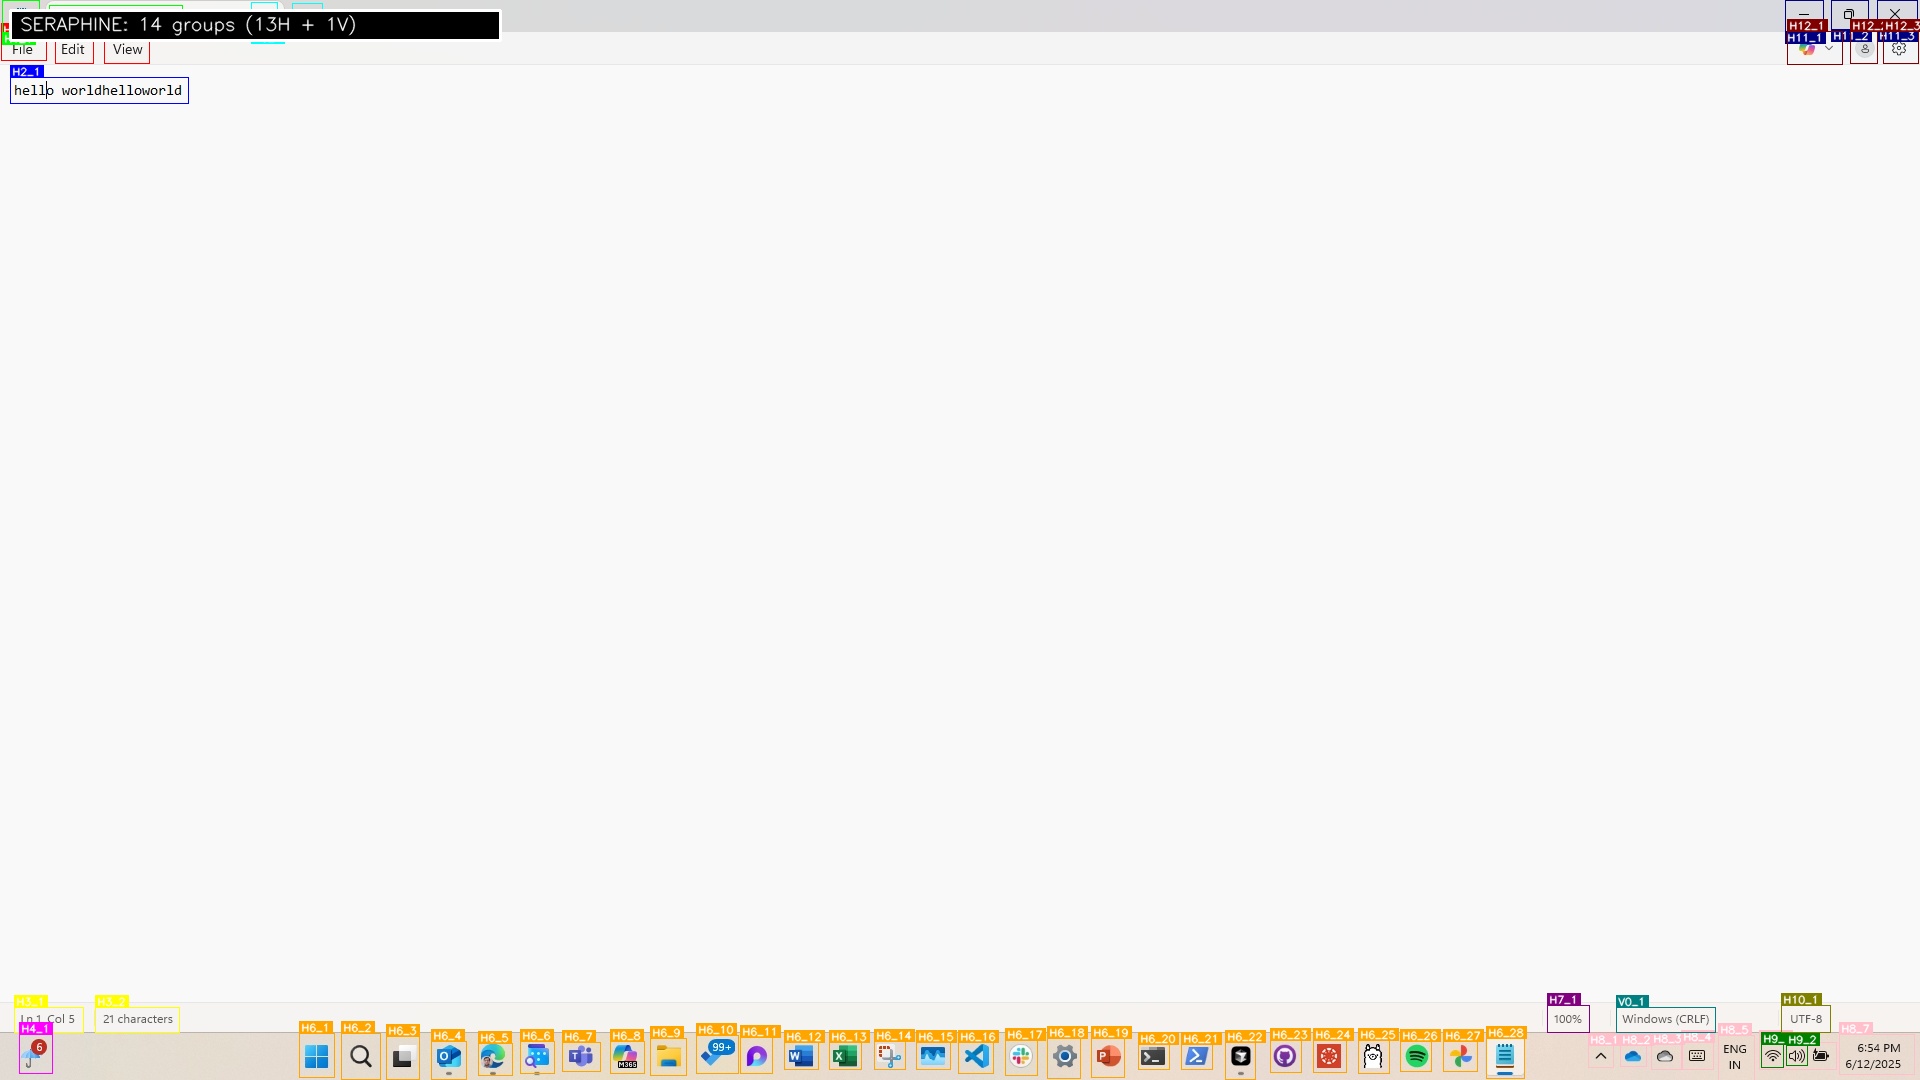 SERAPHINE: 14 groups (13H + 1V)
H12_1 H12_ H12_3
H11_1 H11_2 H11_3
File Edit View
H2_1
hello worldhelloworld
H3_1 H3_2
Ln 1, Col 5 21 characters
H7_1 V0_1 H10_1
100% Windows (CRLF) UTF-8
H4_1
6
H6_1 H6_2 H6_3 H6_4 H6_5 H6_6 H6_7 H6_8 H6_9 H6_10 H6_11 H6_12 H6_13 H6_14 H6_15 H6_16 H6_17 H6_18 H6_19 H6_20 H6_21 H6_22 H6_23 H6_24 H6_25 H6_26 H6_27 H6_28
99+
M365
H8_1 H8_2 H8_3 H8_4 H8_5 H9_ H9_2 H8_7
ENG
IN
6:54 PM
6/12/2025